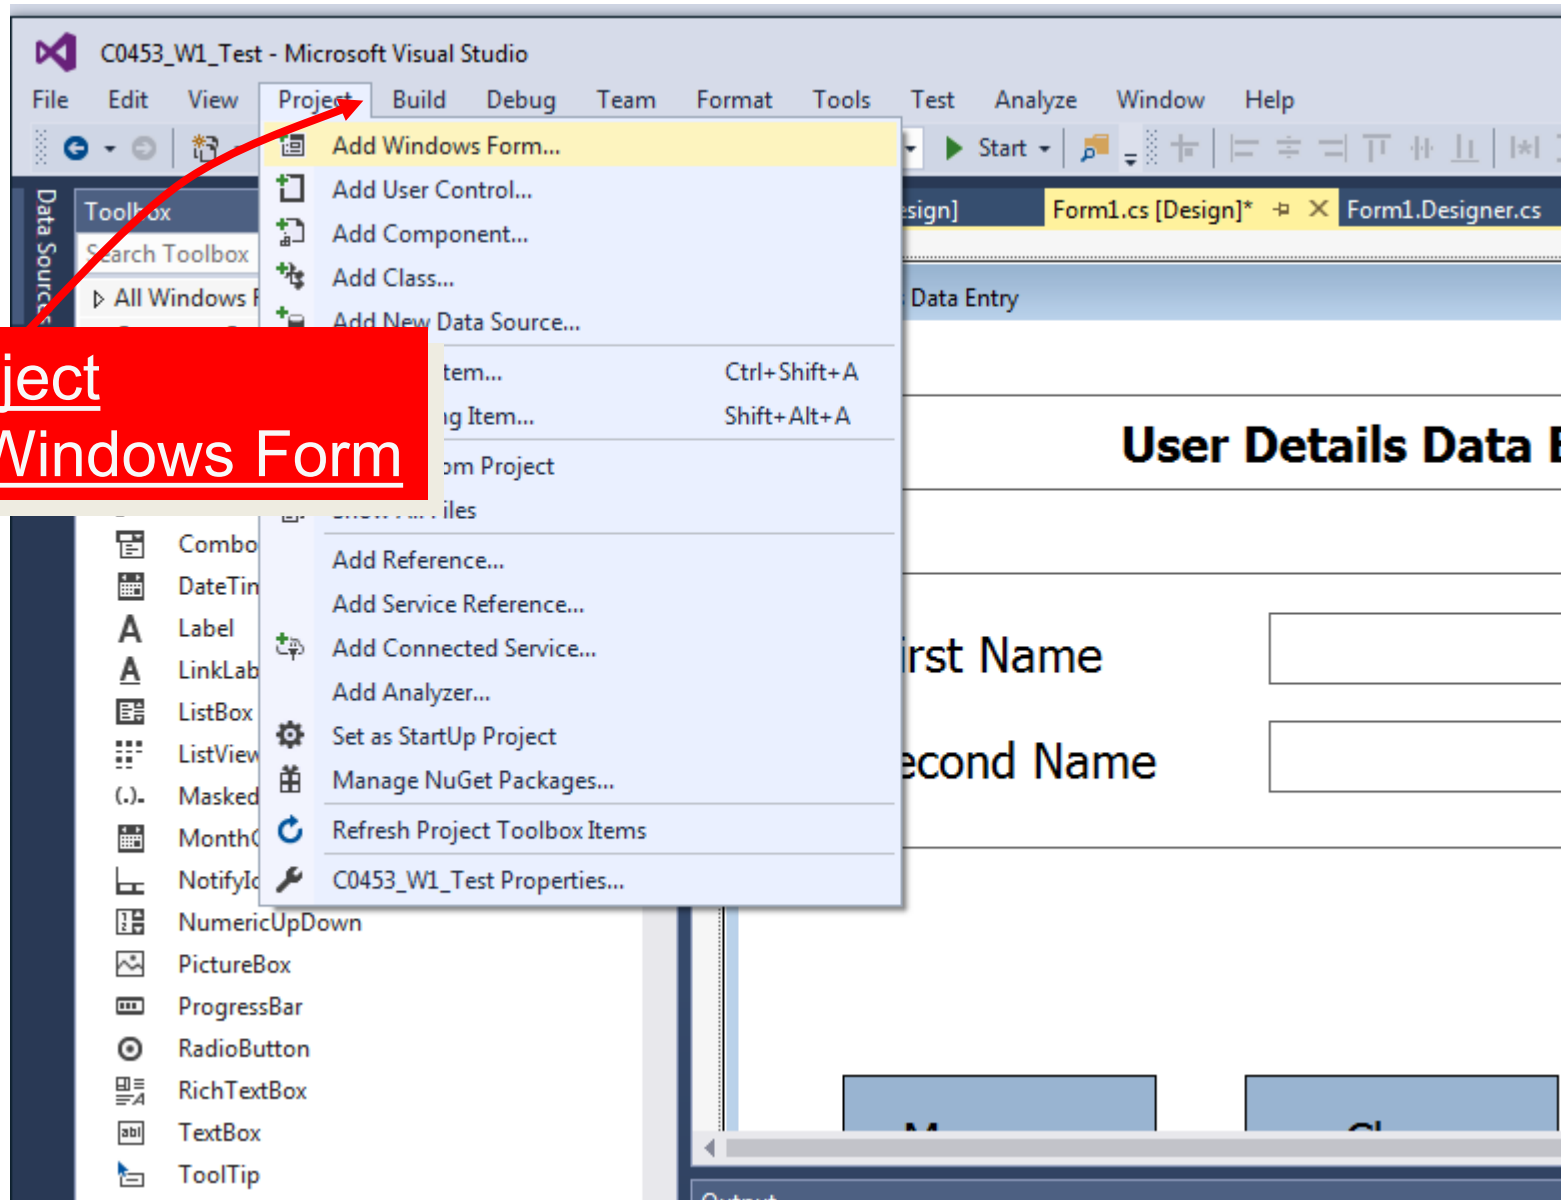 C0453_W1_Test - Microsoft Visual Studio
File Edit View Project Build Debug Team Format Tools Test Analyze Window Help
Start
Data Sources
Toolbox
Search Toolbox
All Windows
Add Windows Form...
Add User Control...
Add Component...
Add Class...
Add New Data Source...
Item... Ctrl+Shift+A
Item... Shift+Alt+A
Project
Files
Add Reference...
Add Service Reference...
Add Connected Service...
Add Analyzer...
Set as StartUp Project
Manage NuGet Packages...
Refresh Project Toolbox Items
C0453_W1_Test Properties...
ject
Windows Form
Combo
DateTim
Label
LinkLab
ListBox
ListView
Masked
Month
NotifyIc
NumericUpDown
PictureBox
ProgressBar
RadioButton
RichTextBox
TextBox
ToolTip
esign] Form1.cs [Design]* Form1.Designer.cs
Data Entry
User Details Data
irst Name
econd Name